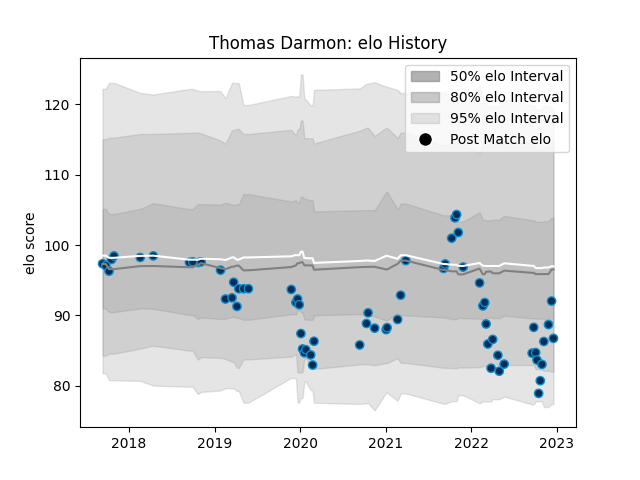 Thomas Darmon: elo History
50% elo Interval
80% elo Interval
95% elo Interval
Post Match elo
elo score
120
110
100
90
80
2018
2019
2020
2021
2022
2023